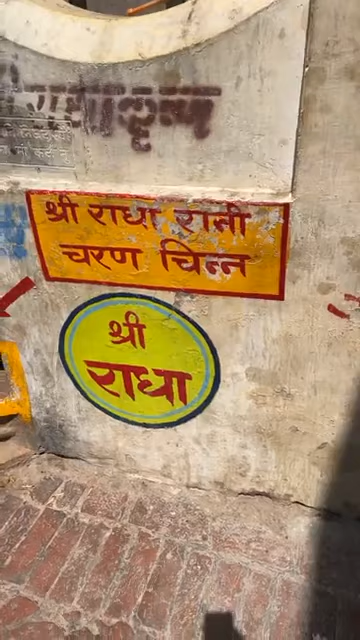 राधाकृष्ण
श्री राधा रानी
चरण चिन्न
श्री
राधा